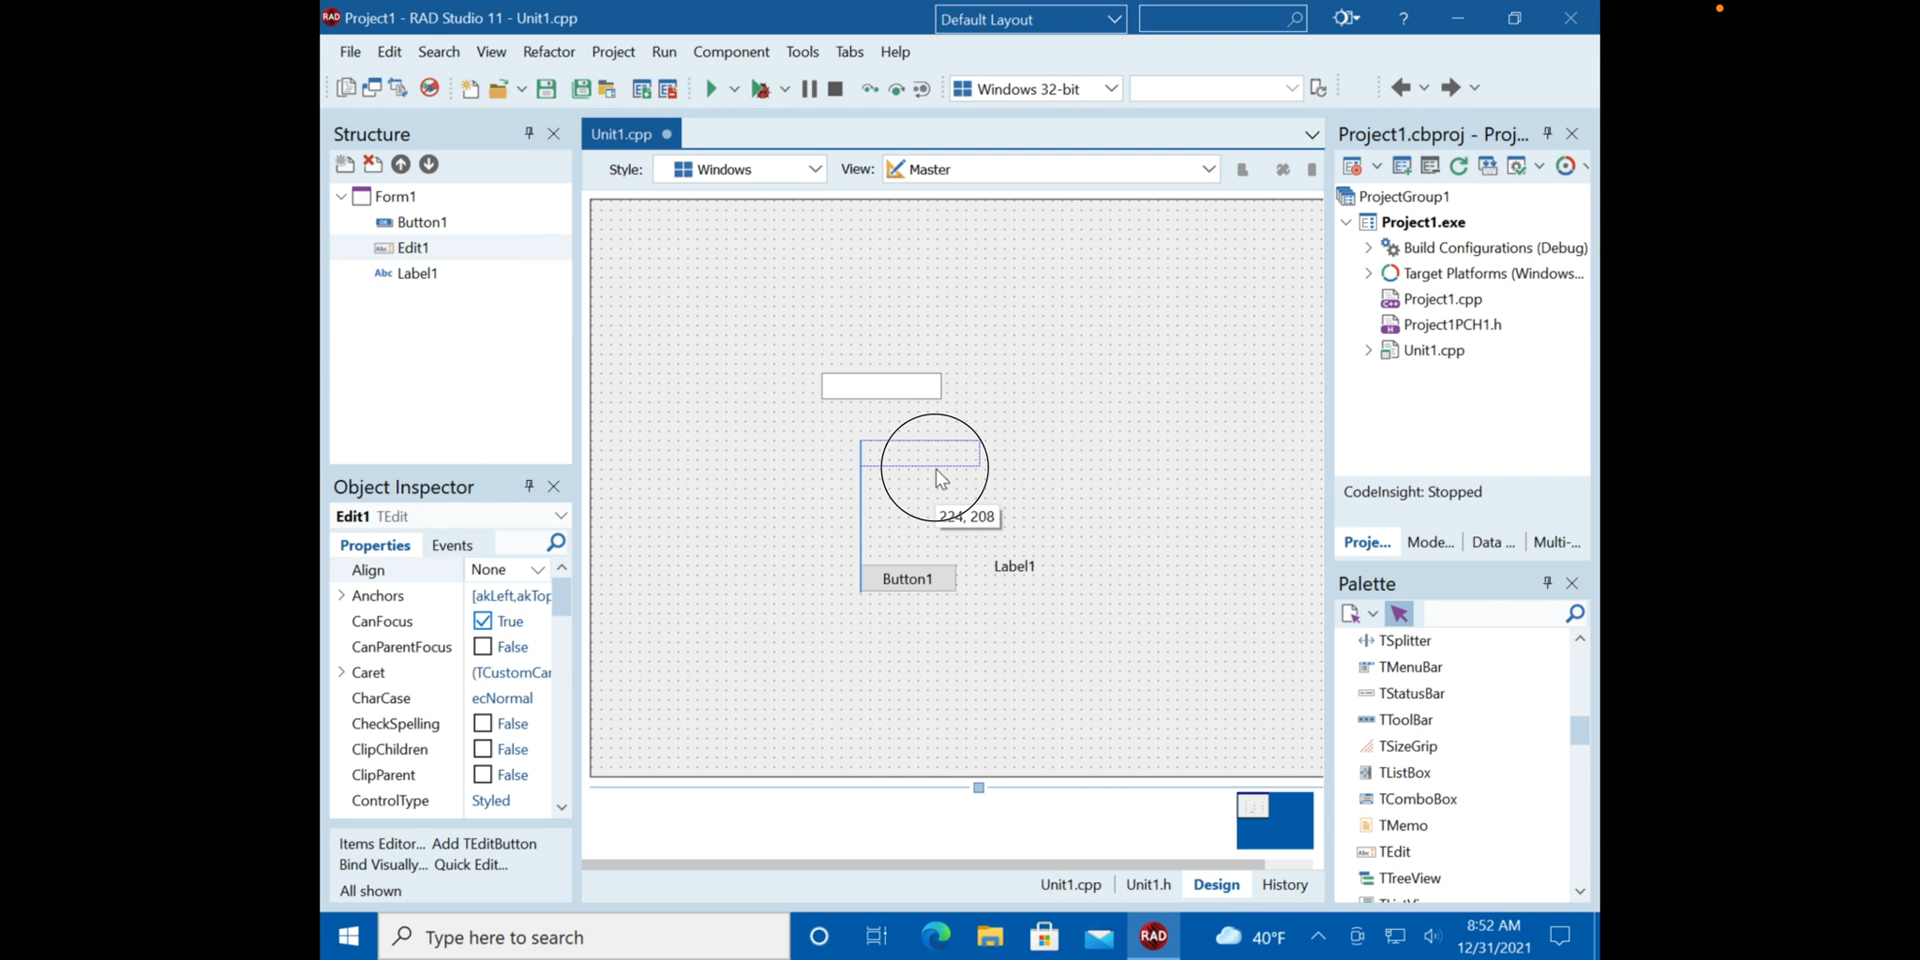 Project1 - RAD Studio 11 - Unit1.cpp
Default Layout
?
File Edit Search View Refactor Project Run Component Tools Tabs Help
Windows 32-bit
Structure
Form1
Button1
Edit1
Label1
Object Inspector
Edit1 TEdit
Properties Events
Align None
Anchors [akLeft,akTop
CanFocus True
CanParentFocus False
Caret (TCustomCar
CharCase ecNormal
CheckSpelling False
ClipChildren False
ClipParent False
ControlType Styled
Items Editor... Add TEditButton
Bind Visually... Quick Edit...
All shown
Unit1.cpp
Style: Windows View: Master
224, 208
Button1
Label1
Unit1.cpp Unit1.h Design History
Project1.cbproj - Proj...
ProjectGroup1
Project1.exe
Build Configurations (Debug)
Target Platforms (Windows...
Project1.cpp
Project1PCH1.h
Unit1.cpp
CodeInsight: Stopped
Proje... Mode... Data ... Multi-...
Palette
TSplitter
TMenuBar
TStatusBar
TToolBar
TSizeGrip
TListBox
TComboBox
TMemo
TEdit
TTreeView
Type here to search
RAD
40°F
8:52 AM
12/31/2021